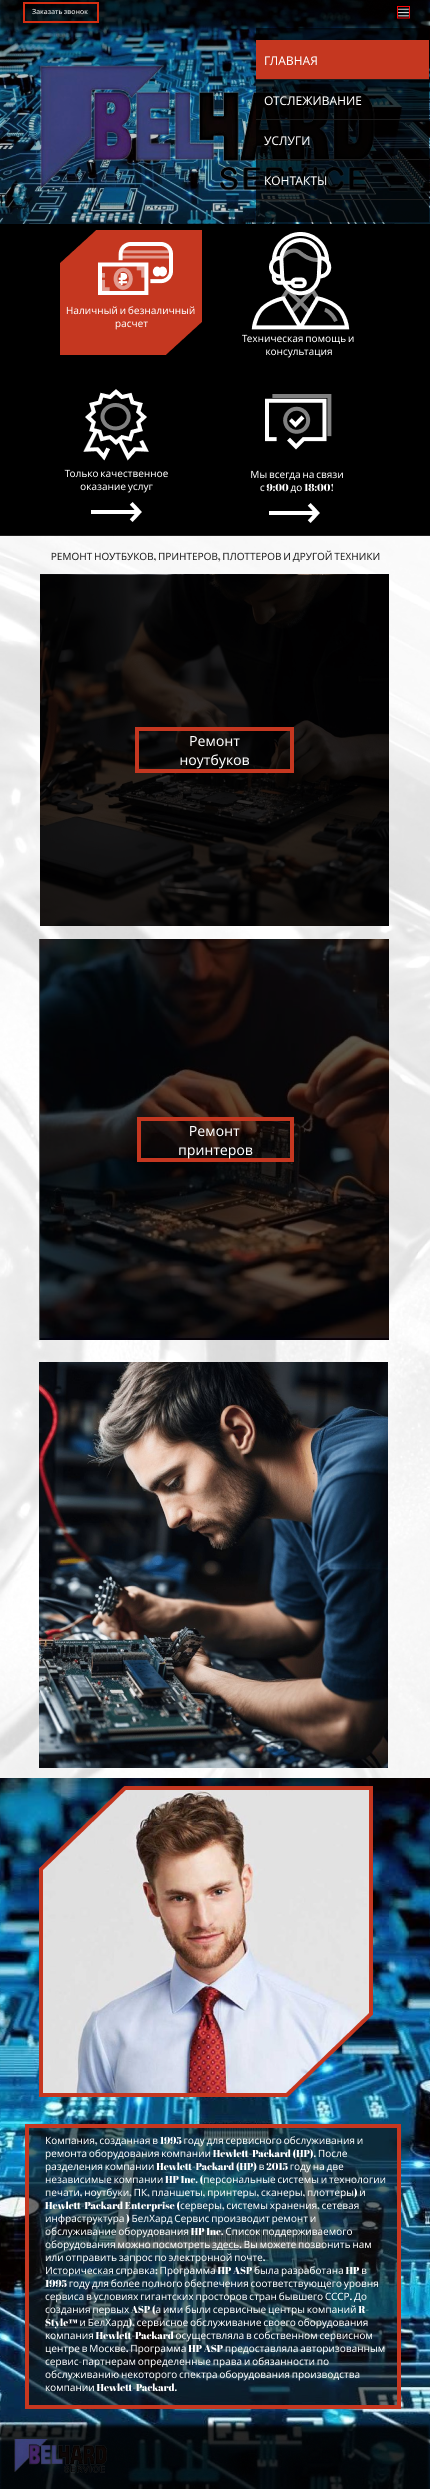 Заказать звонок
ГЛАВНАЯ
ОТСЛЕЖИВАНИЕ
УСЛУГИ
КОНТАКТЫ
BELHARD
SERVICE
Наличный и безналичный
расчет
Техническая помощь и
консультация
Только качественное
оказание услуг
Мы всегда на связи
с 9:00 до 18:00!
РЕМОНТ НОУТБУКОВ, ПРИНТЕРОВ, ПЛОТТЕРОВ И ДРУГОЙ ТЕХНИКИ
Ремонт
ноутбуков
Ремонт
принтеров
Компания, созданная в 1995 году для сервисного обслуживания и
ремонта оборудования компании Hewlett-Packard (HP). После
разделения компании Hewlett-Packard (HP) в 2015 году на две
независимые компании HP Inc. (персональные системы и технологии
печати, ноутбуки, ПК, планшеты, принтеры, сканеры, плоттеры) и
Hewlett-Packard Enterprise (серверы, системы хранения, сетевая
инфраструктура ) БелХард Сервис производит ремонт и
обслуживание оборудования HP Inc. Список поддерживаемого
оборудования можно посмотреть здесь. Вы можете позвонить нам
или отправить запрос по электронной почте.
Историческая справка: Программа HP ASP была разработана HP в
1995 году для более полного обеспечения соответствующего уровня
сервиса в условиях гигантских просторов стран бывшего СССР. До
создания первых ASP (а ими были сервисные центры компаний R-
Style™ и БелХард), сервисное обслуживание своего оборудования
компания Hewlett-Packard осуществляла в собственном сервисном
центре в Москве. Программа HP ASP предоставляла авторизованным
сервис-партнерам определенные права и обязанности по
обслуживанию некоторого спектра оборудования производства
компании Hewlett-Packard.
BELHARD
SERVICE